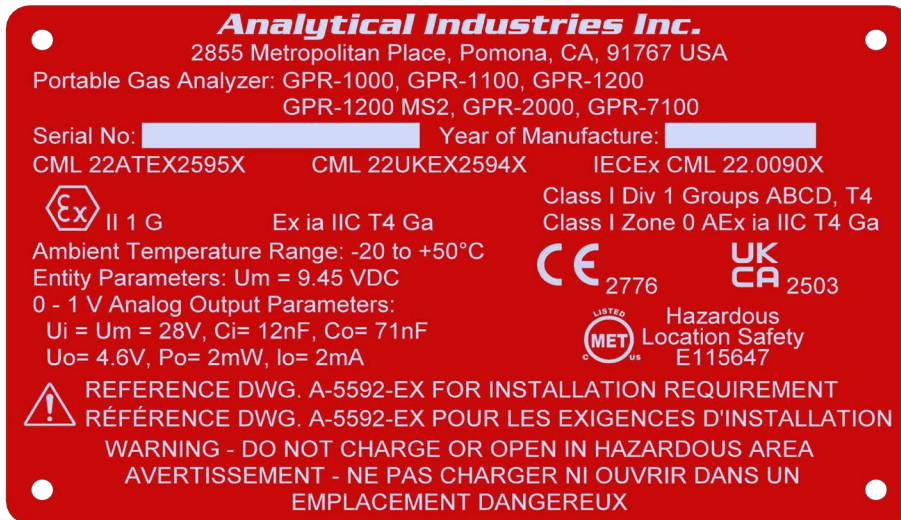 Analytical Industries Inc.
2855 Metropolitan Place, Pomona, CA, 91767 USA
Portable Gas Analyzer: GPR-1000, GPR-1100, GPR-1200
GPR-1200 MS2, GPR-2000, GPR-7100
Serial No: Year of Manufacture:
CML 22ATEX2595X CML 22UKEX2594X IECEx CML 22.0090X
Ex II 1 G Ex ia IIC T4 Ga
Class I Div 1 Groups ABCD, T4
Class I Zone 0 AEx ia IIC T4 Ga
Ambient Temperature Range: -20 to +50°C
Entity Parameters: Um = 9.45 VDC
0 - 1 V Analog Output Parameters:
Ui = Um = 28V, Ci= 12nF, Co= 71nF
Uo= 4.6V, Po= 2mW, Io= 2mA
CE 2776
UK
CA 2503
LISTED
MET
C US
Hazardous
Location Safety
E115647
REFERENCE DWG. A-5592-EX FOR INSTALLATION REQUIREMENT
RÉFÉRENCE DWG. A-5592-EX POUR LES EXIGENCES D'INSTALLATION
WARNING - DO NOT CHARGE OR OPEN IN HAZARDOUS AREA
AVERTISSEMENT - NE PAS CHARGER NI OUVRIR DANS UN
EMPLACEMENT DANGEREUX